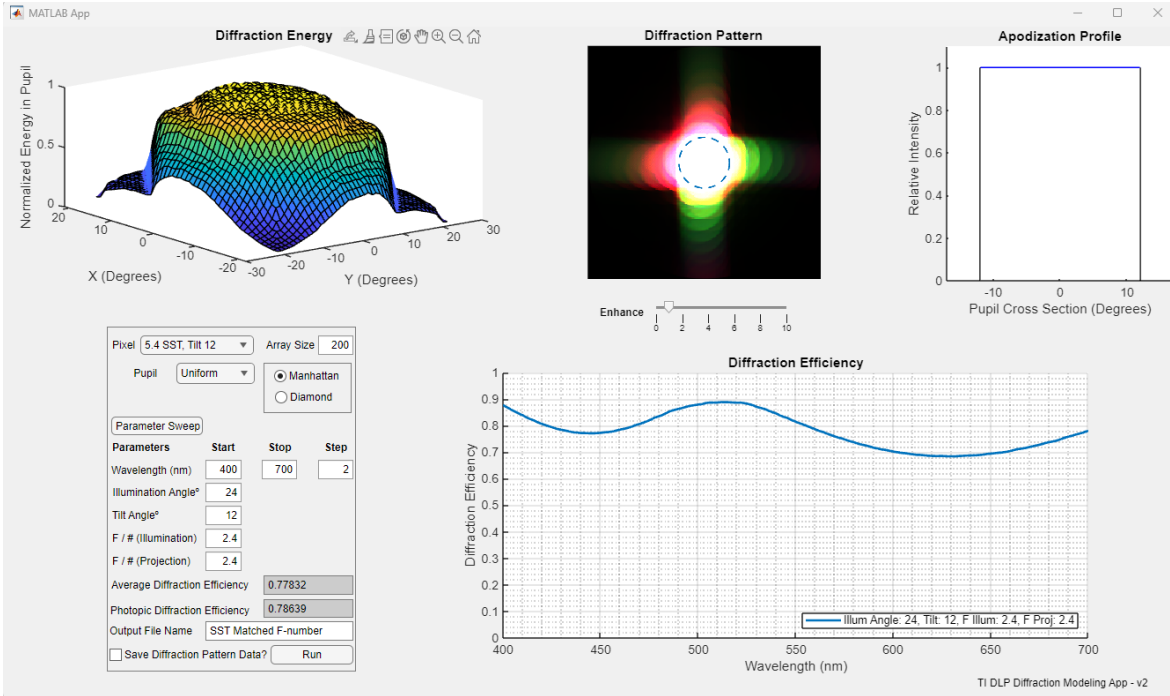 MATLAB App
Diffraction Energy
Normalized Energy in Pupil
1
0.5
0
20
10
0
-10
-20
-30
-20
-10
0
10
20
30
X (Degrees)
Y (Degrees)
Diffraction Pattern
Enhance
0 2 4 6 8 10
Apodization Profile
Relative Intensity
1
0.8
0.6
0.4
0.2
0
-10 0 10
Pupil Cross Section (Degrees)
Pixel 5.4 SST, Tilt 12 Array Size 200
Pupil Uniform Manhattan
Diamond
Parameter Sweep
Parameters Start Stop Step
Wavelength (nm) 400 700 2
Illumination Angle° 24
Tilt Angle° 12
F / # (Illumination) 2.4
F / # (Projection) 2.4
Average Diffraction Efficiency 0.77832
Photopic Diffraction Efficiency 0.78639
Output File Name SST Matched F-number
Save Diffraction Pattern Data? Run
Diffraction Efficiency
Diffraction Efficiency
1
0.9
0.8
0.7
0.6
0.5
0.4
0.3
0.2
0.1
0
400 450 500 550 600 650 700
Illum Angle: 24, Tilt: 12, F Illum: 2.4, F Proj: 2.4
Wavelength (nm)
TI DLP Diffraction Modeling App - v2